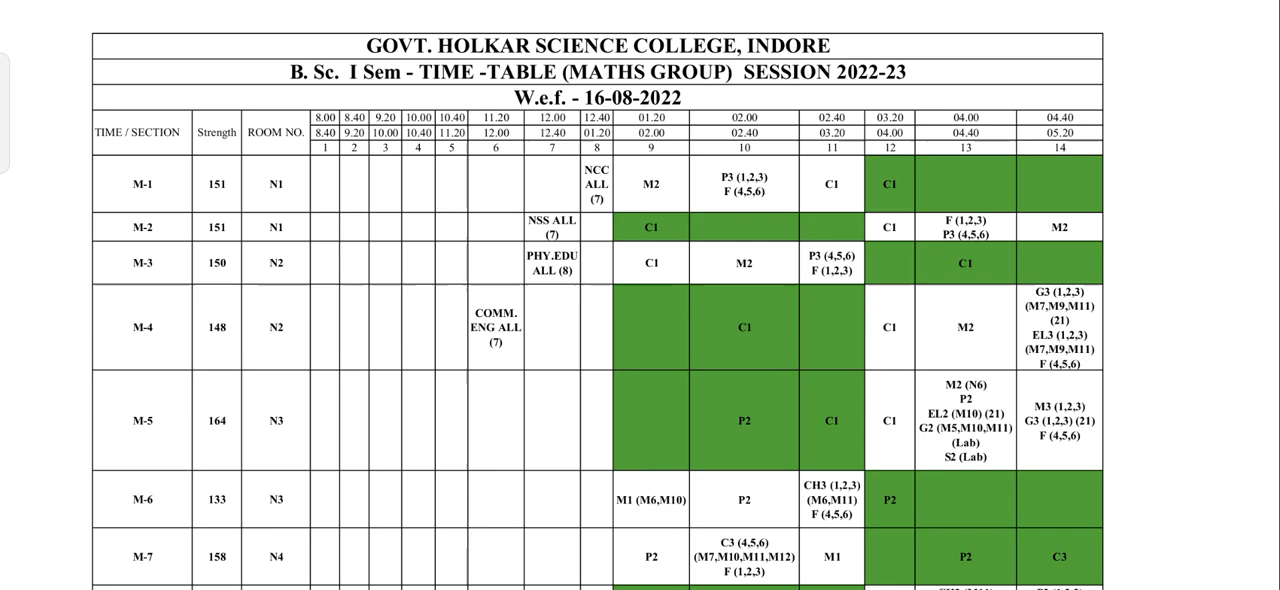 GOVT. HOLKAR SCIENCE COLLEGE, INDORE
B. Sc. I Sem - TIME -TABLE (MATHS GROUP) SESSION 2022-23
W.e.f. - 16-08-2022
TIME / SECTION Strength ROOM NO.
8.00 8.40 9.20 10.00 10.40 11.20 12.00 12.40 01.20 02.00 02.40 03.20 04.00 04.40
8.40 9.20 10.00 10.40 11.20 12.00 12.40 01.20 02.00 02.40 03.20 04.00 04.40 05.20
1 2 3 4 5 6 7 8 9 10 11 12 13 14
M-1 151 N1
NCC
ALL
(7)
M2
P3 (1,2,3)
F (4,5,6)
C1
C1
M-2 151 N1
NSS ALL
(7)
C1
C1
F (1,2,3)
P3 (4,5,6)
M2
M-3 150 N2
PHY.EDU
ALL (8)
C1
M2
P3 (4,5,6)
F (1,2,3)
C1
M-4 148 N2
COMM.
ENG ALL
(7)
C1
C1
M2
G3 (1,2,3)
(M7,M9,M11)
(21)
EL3 (1,2,3)
(M7,M9,M11)
F (4,5,6)
M-5 164 N3
P2
C1
C1
M2 (N6)
P2
EL2 (M10) (21)
G2 (M5,M10,M11)
(Lab)
S2 (Lab)
M3 (1,2,3)
G3 (1,2,3) (21)
F (4,5,6)
M-6 133 N3
M1 (M6,M10)
P2
CH3 (1,2,3)
(M6,M11)
F (4,5,6)
P2
M-7 158 N4
P2
C3 (4,5,6)
(M7,M10,M11,M12)
F (1,2,3)
M1
P2
C3